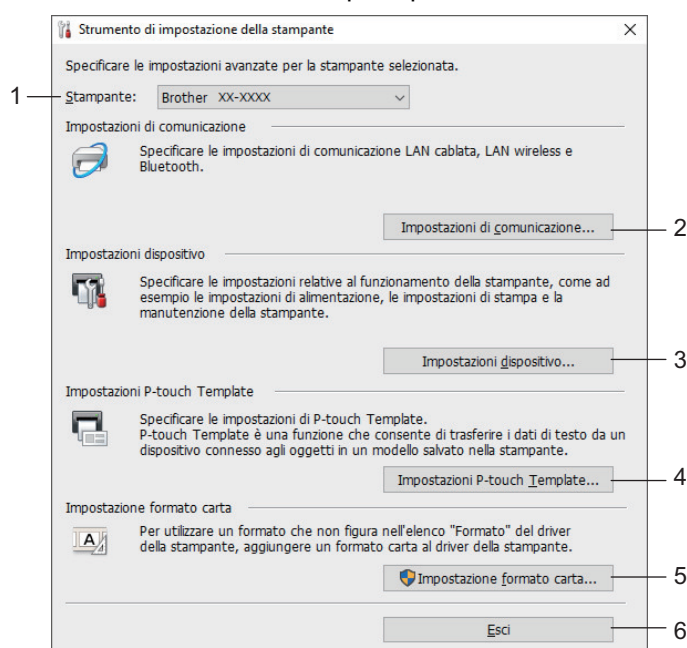 Strumento di impostazione della stampante
Specificare le impostazioni avanzate per la stampante selezionata.
1
Stampante: Brother XX-XXXX
Impostazioni di comunicazione
Specificare le impostazioni di comunicazione LAN cablata, LAN wireless e
Bluetooth.
Impostazioni di comunicazione... 2
Impostazioni dispositivo
Specificare le impostazioni relative al funzionamento della stampante, come ad
esempio le impostazioni di alimentazione, le impostazioni di stampa e la
manutenzione della stampante.
Impostazioni dispositivo... 3
Impostazioni P-touch Template
Specificare le impostazioni di P-touch Template.
P-touch Template è una funzione che consente di trasferire i dati di testo da un
dispositivo connesso agli oggetti in un modello salvato nella stampante.
Impostazioni P-touch Template... 4
Impostazione formato carta
Per utilizzare un formato che non figura nell'elenco "Formato" del driver
della stampante, aggiungere un formato carta al driver della stampante.
A
Impostazione formato carta... 5
Esci 6